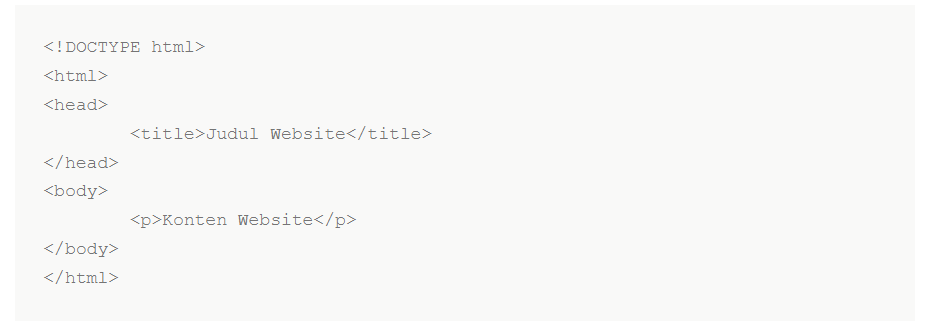 <!DOCTYPE html>
<html>
<head>
        <title>Judul Website</title>
</head>
<body>
        <p>Konten Website</p>
</body>
</html>